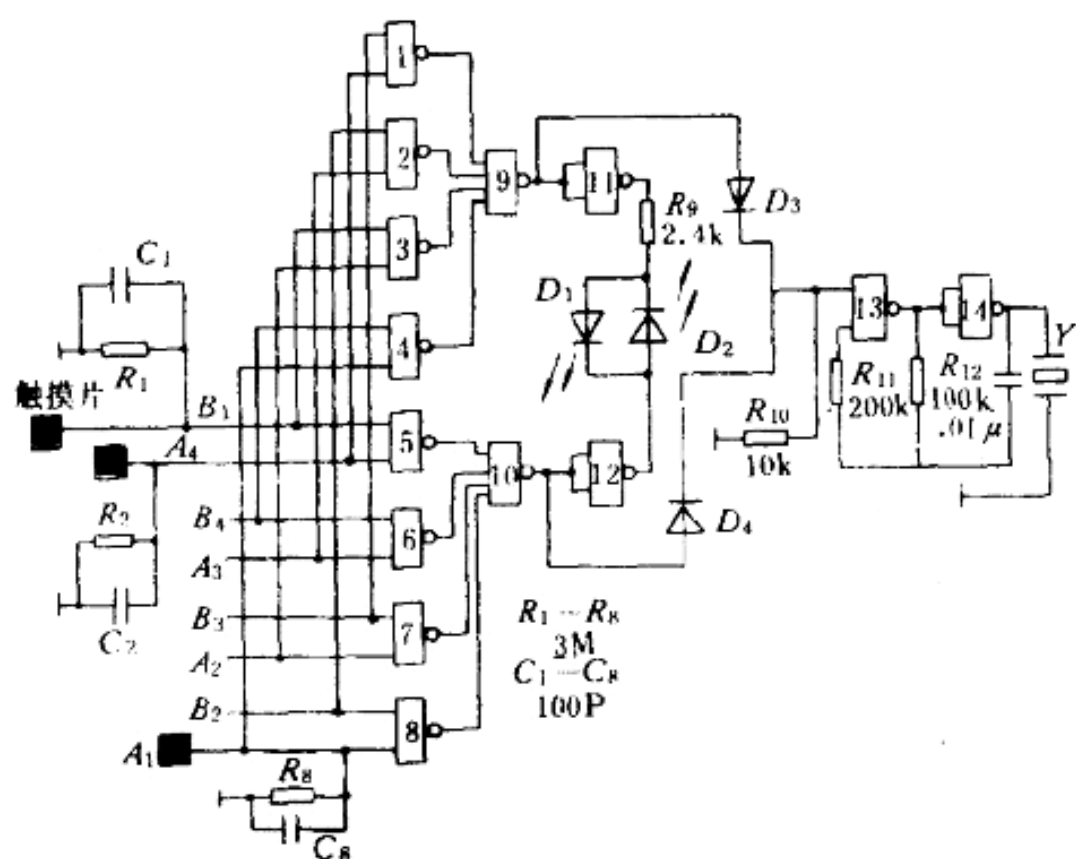 1
2
3
4
5
6
7
8
9
10
11
12
13
14
C₁
R₁
触摸片
B₁
A₄
R₂
C₂
B₄
A₃
B₃
A₂
B₂
A₁
R₈
C₈
R₉
2.4k
D₁
D₂
D₃
D₄
R₁₀
10k
R₁₁
200k
R₁₂
100k
.01μ
Y
R₁—R₈
3M
C₁—C₈
100P